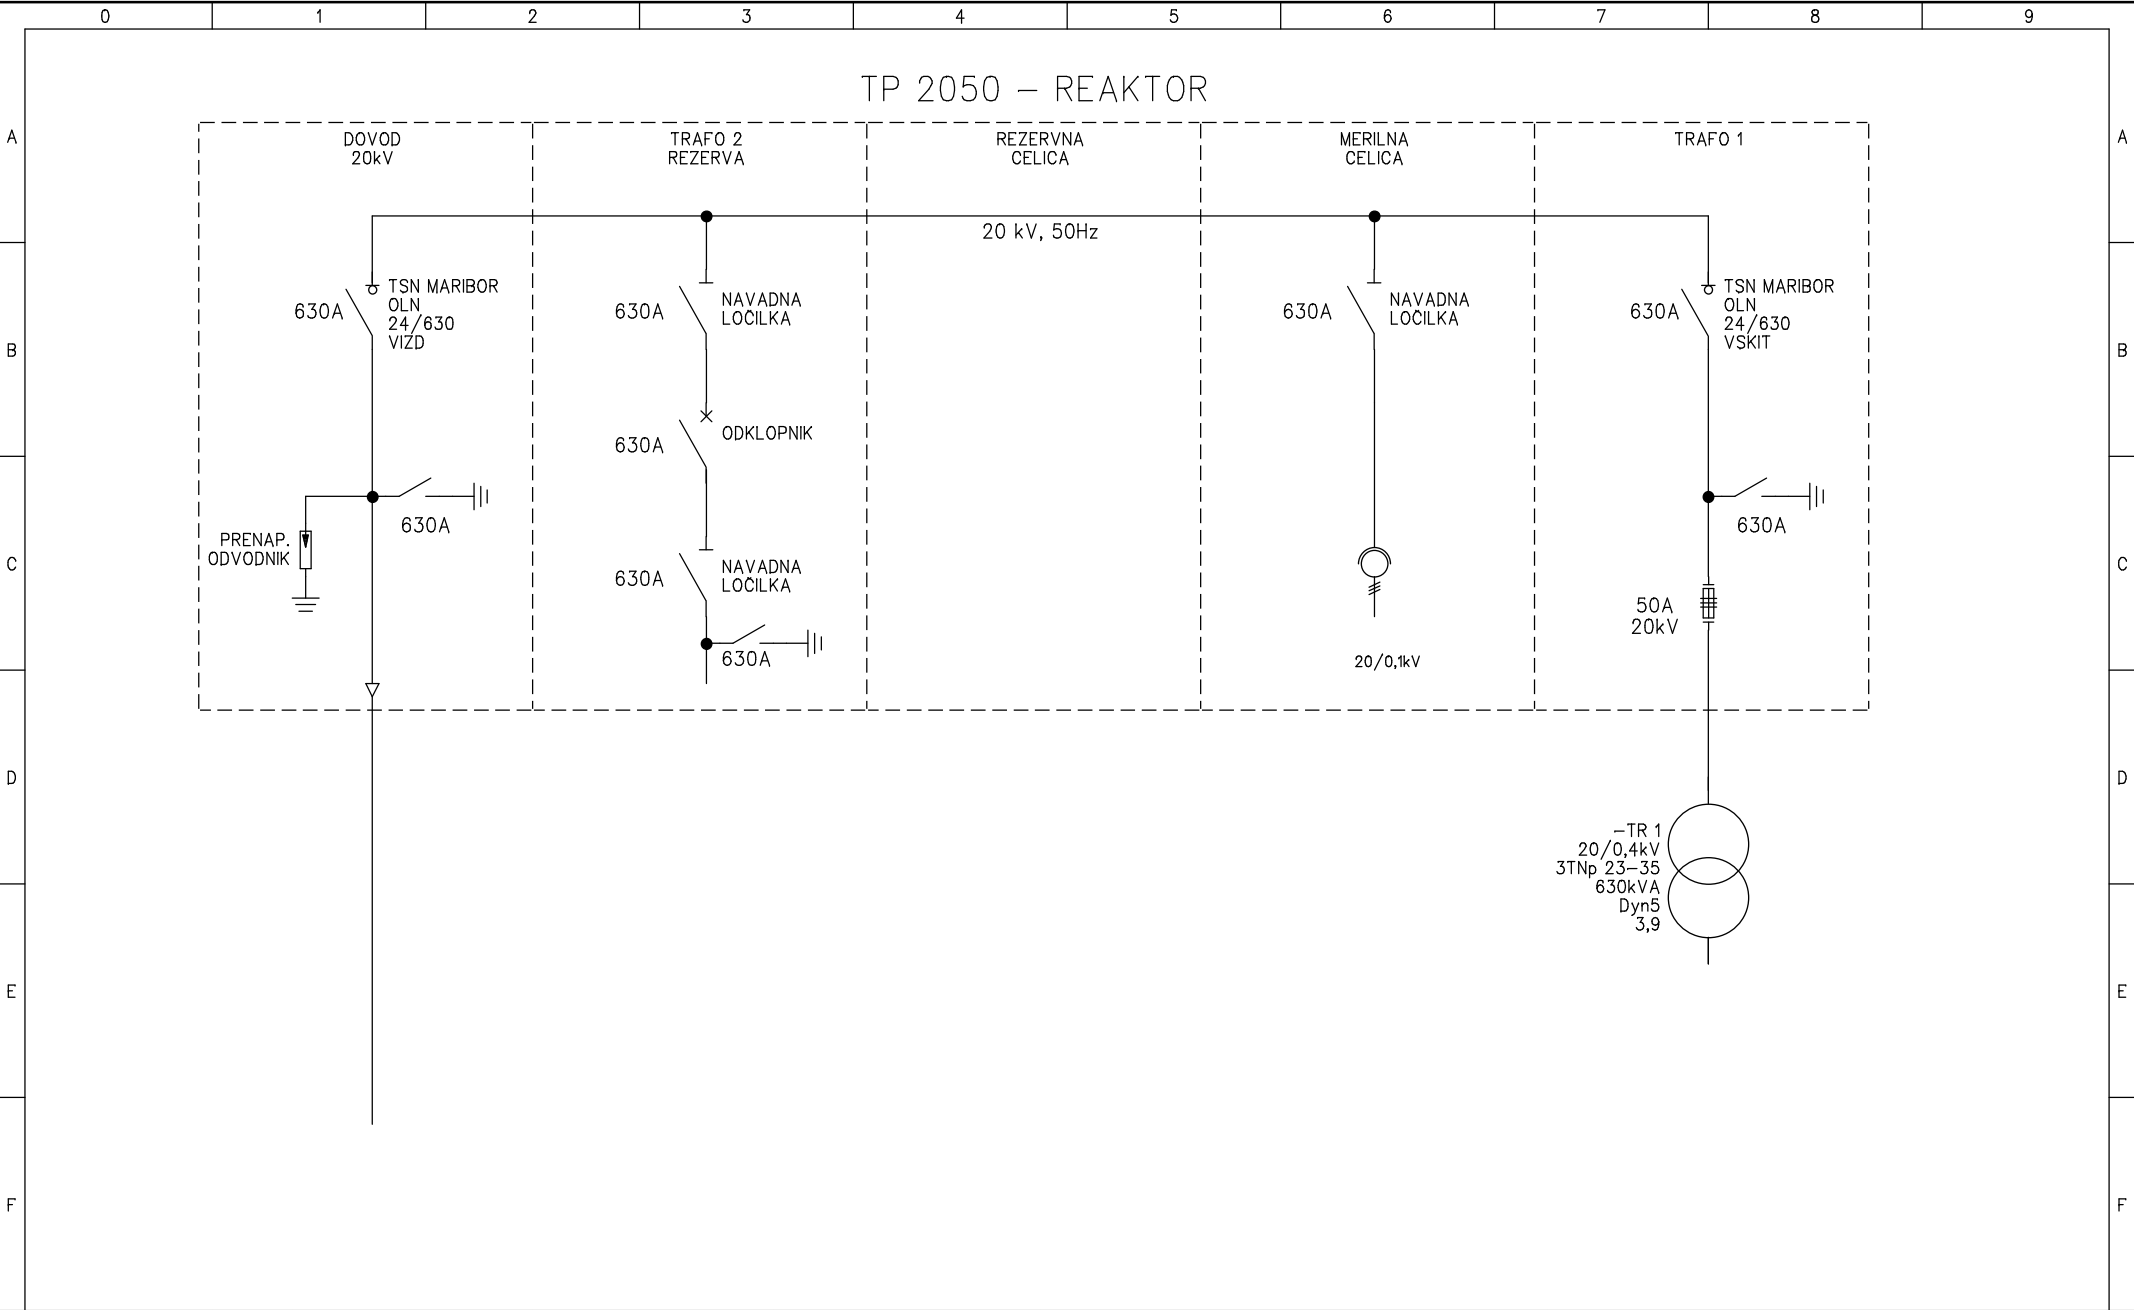 0 1 2 3 4 5 6 7 8 9
TP 2050 – REAKTOR
A
A
DOVOD
20kV
TRAFO 2
REZERVA
REZERVNA
CELICA
MERILNA
CELICA
TRAFO 1
20 kV, 50Hz
630A
TSN MARIBOR
OLN
24/630
VIZD
630A
NAVADNA
LOČILKA
630A
NAVADNA
LOČILKA
630A
TSN MARIBOR
OLN
24/630
VSKIT
B
B
630A
ODKLOPNIK
630A
630A
PRENAP.
ODVODNIK
C
C
630A
NAVADNA
LOČILKA
50A
20kV
630A
20/0,1kV
D
D
–TR 1
20/0,4kV
3TNp 23–35
630kVA
Dyn5
3,9
E
E
F
F